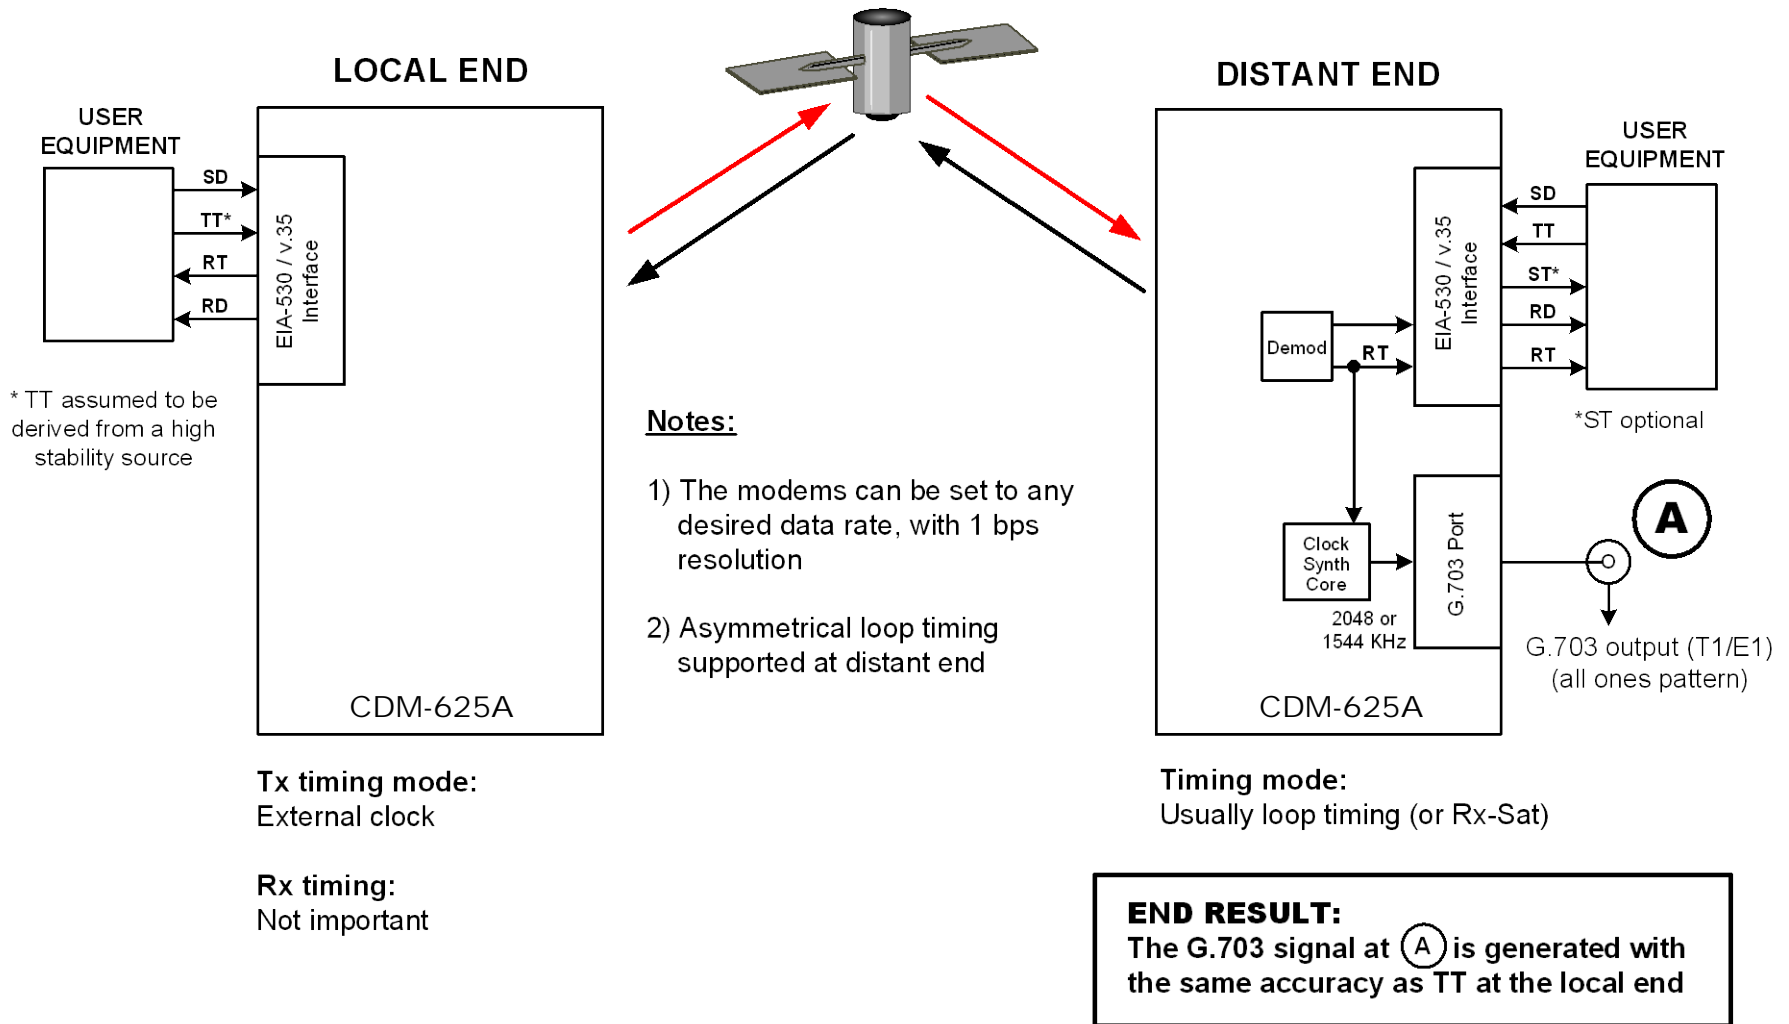 LOCAL END
DISTANT END
USER
EQUIPMENT
SD
TT*
RT
RD
EIA-530 / v.35
Interface
* TT assumed to be
derived from a high
stability source
CDM-625A
Tx timing mode:
External clock
Rx timing:
Not important
Notes:
1) The modems can be set to any
desired data rate, with 1 bps
resolution
2) Asymmetrical loop timing
supported at distant end
USER
EQUIPMENT
SD
TT
ST*
RD
RT
EIA-530 / v.35
Interface
Demod
RT
*ST optional
Clock
Synth
Core
2048 or
1544 KHz
G.703 Port
A
G.703 output (T1/E1)
(all ones pattern)
CDM-625A
Timing mode:
Usually loop timing (or Rx-Sat)
END RESULT:
The G.703 signal at A is generated with
the same accuracy as TT at the local end